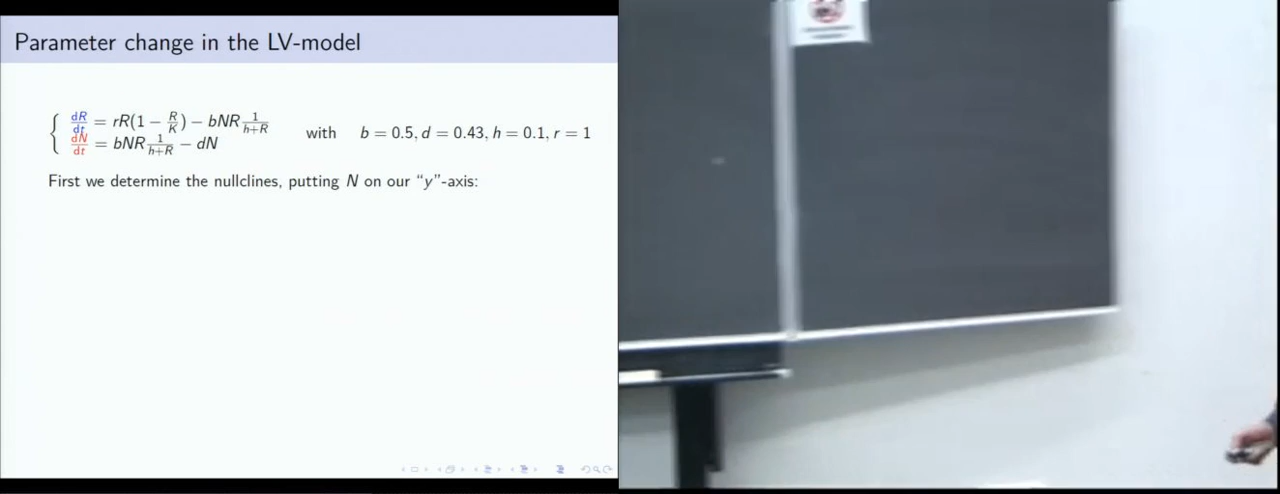 Parameter change in the LV-model
{ dR/dt = rR(1 − R/K) − bNR 1/(h+R)
dN/dt = bNR 1/(h+R) − dN
with b = 0.5, d = 0.43, h = 0.1, r = 1
First we determine the nullclines, putting N on our “y”-axis: